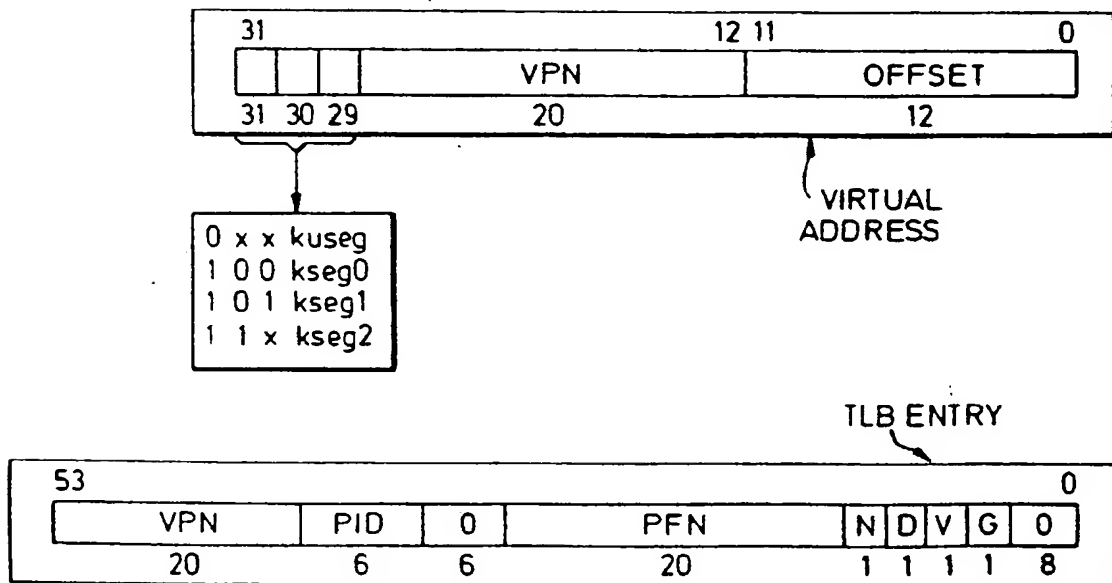 31 12 11 0
VPN OFFSET
31 30 29 20 12
VIRTUAL
ADDRESS
0 x x kuseg
1 0 0 kseg0
1 0 1 kseg1
1 1 x kseg2
TLB ENTRY
53 0
VPN PID 0 PFN N D V G 0
20 6 6 20 1 1 1 1 8